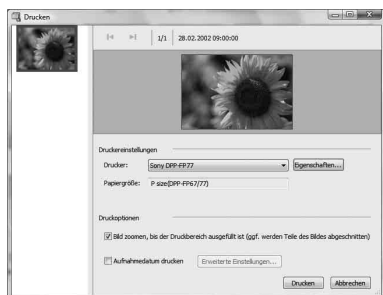 Drucken
1/1 28.02.2002 09:00:00
Druckereinstellungen
Drucker: Sony DPP-FP77 Eigenschaften...
Papiergröße: P size(DPP-FP67/77)
Druckoptionen
Bild zoomen, bis der Druckbereich ausgefüllt ist (ggf. werden Teile des Bildes abgeschnitten)
Aufnahmedatum drucken Erweiterte Einstellungen...
Drucken Abbrechen